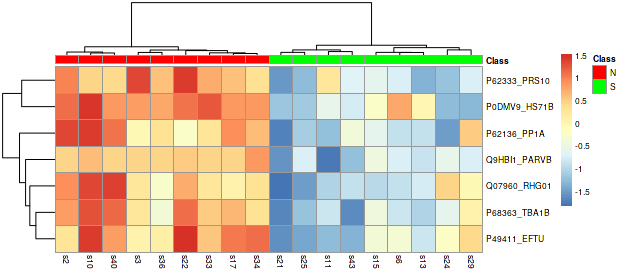 Class
P62333_PRS10
P0DMV9_HS71B
P62136_PP1A
Q9HBI1_PARVB
Q07960_RHG01
P68363_TBA1B
P49411_EFTU
s2 s10 s40 s3 s36 s22 s33 s17 s34 s21 s25 s11 s43 s15 s6 s13 s24 s29
1.5
1
0.5
0
-0.5
-1
-1.5
Class
N
S